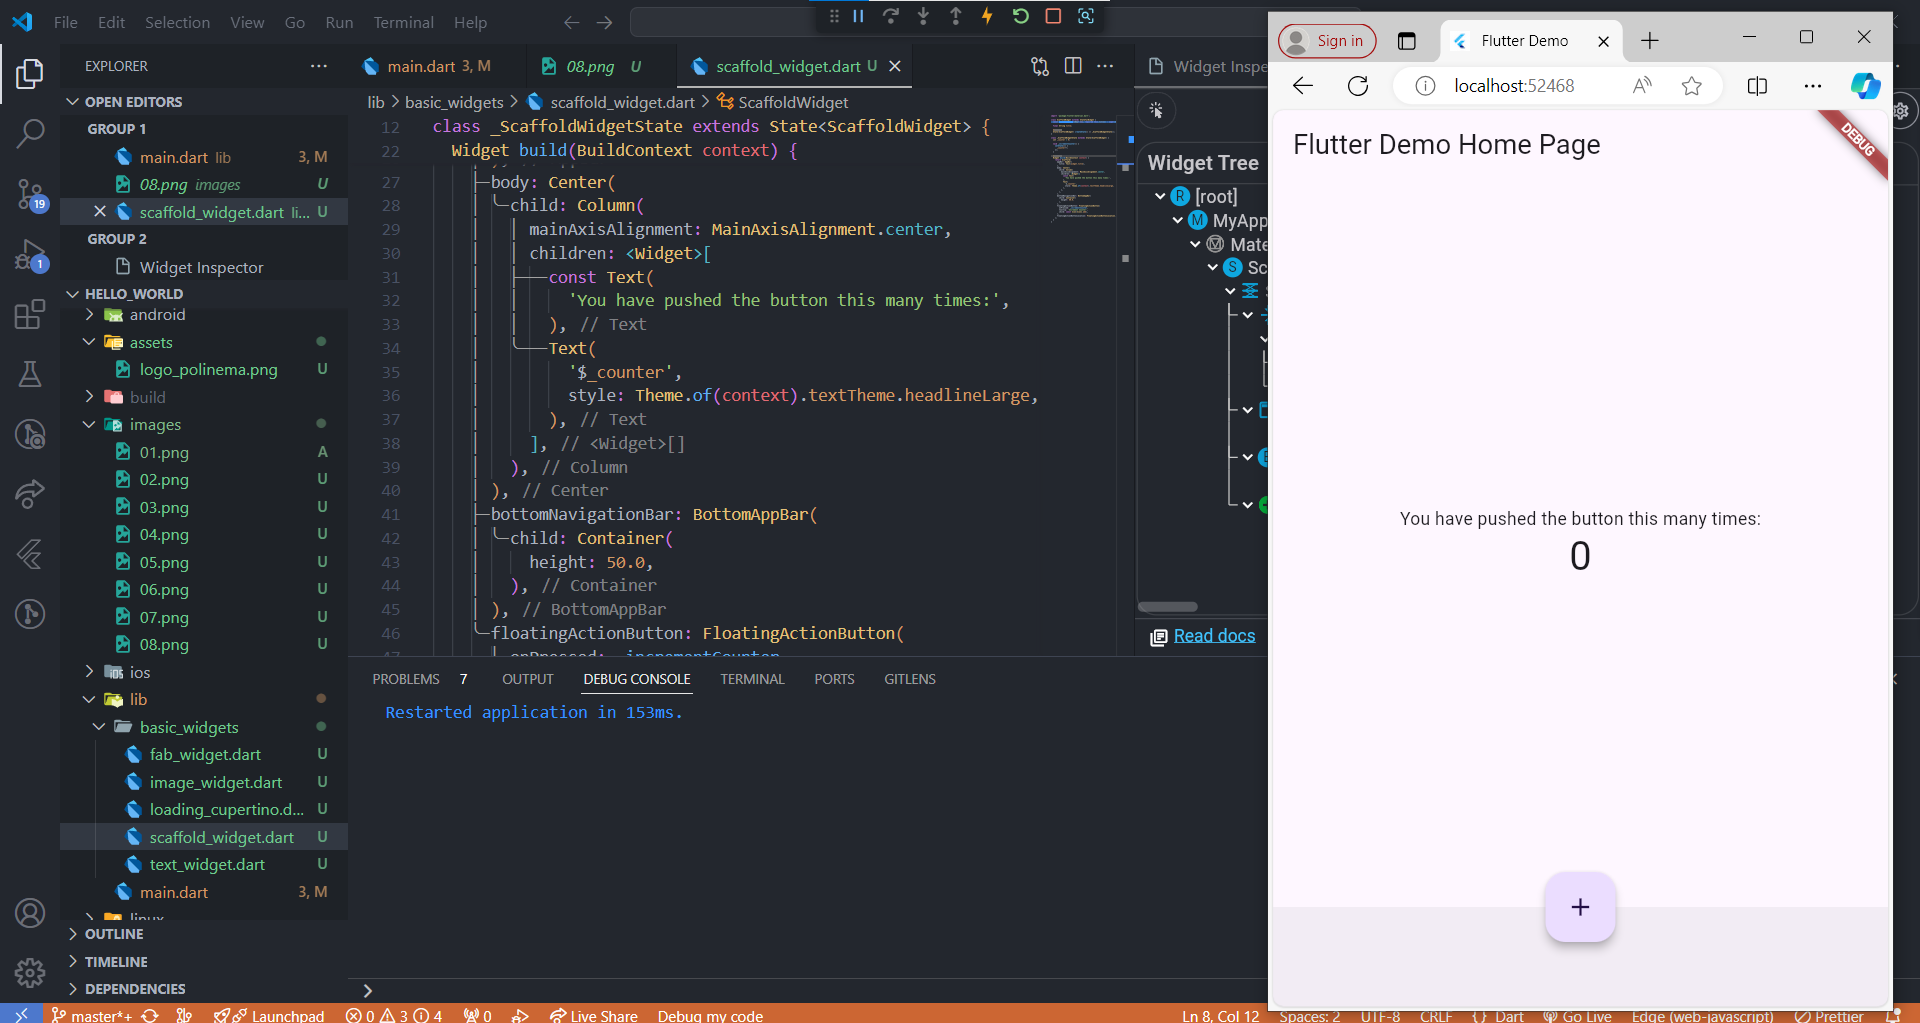 File Edit Selection View Go Run Terminal Help
EXPLORER
OPEN EDITORS
GROUP 1
main.dart lib 3, M
08.png images U
scaffold_widget.dart li... U
GROUP 2
Widget Inspector
HELLO_WORLD
android
assets
logo_polinema.png U
build
images
01.png A
02.png U
03.png U
04.png U
05.png U
06.png U
07.png U
08.png U
ios
lib
basic_widgets
fab_widget.dart U
image_widget.dart U
loading_cupertino.d... U
scaffold_widget.dart U
text_widget.dart U
main.dart 3, M
linux
OUTLINE
TIMELINE
DEPENDENCIES
19
1
main.dart 3, M
08.png U
scaffold_widget.dart U
lib > basic_widgets > scaffold_widget.dart > ScaffoldWidget
12 class _ScaffoldWidgetState extends State<ScaffoldWidget> {
22 Widget build(BuildContext context) {
27 body: Center(
28 child: Column(
29 mainAxisAlignment: MainAxisAlignment.center,
30 children: <Widget>[
31 const Text(
32 'You have pushed the button this many times:',
33 ), // Text
34 Text(
35 '$_counter',
36 style: Theme.of(context).textTheme.headlineLarge,
37 ), // Text
38 ], // <Widget>[]
39 ), // Column
40 ), // Center
41 bottomNavigationBar: BottomAppBar(
42 child: Container(
43 height: 50.0,
44 ), // Container
45 ), // BottomAppBar
46 floatingActionButton: FloatingActionButton(
47 onPressed: _incrementCounter,
PROBLEMS 7 OUTPUT DEBUG CONSOLE TERMINAL PORTS GITLENS
Restarted application in 153ms.
Widget Inspe
Widget Tree
R [root]
M MyApp
M Mate
S Sc
Read docs
Sign in
Flutter Demo
localhost:52468
Flutter Demo Home Page
DEBUG
You have pushed the button this many times:
0
+
master*+ Launchpad 0 3 4 0 Live Share Debug my code Ln 8, Col 12 Spaces: 2 UTF-8 CRLF {} Dart Go Live Edge (web-javascript) Prettier